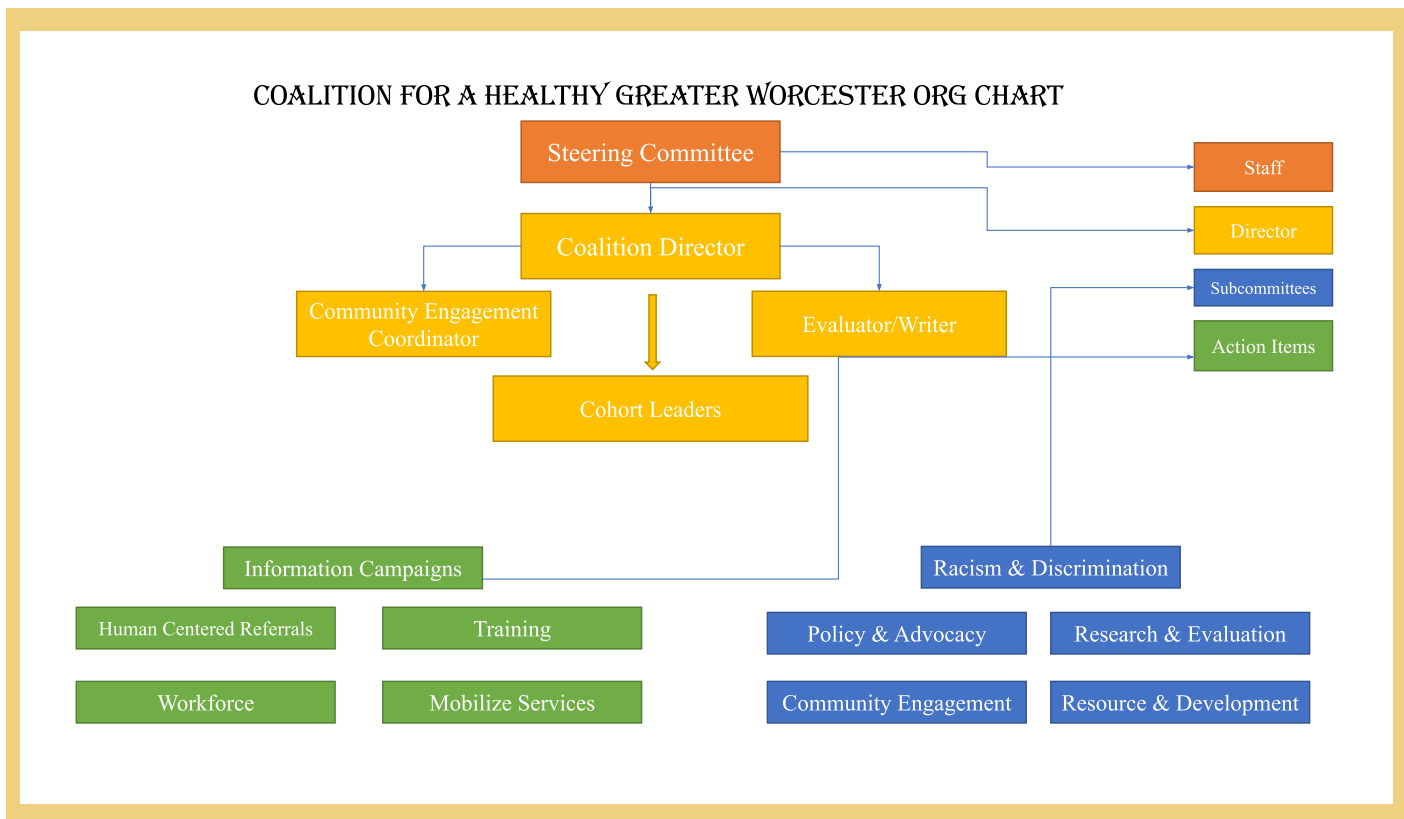 COALITION FOR A HEALTHY GREATER WORCESTER ORG CHART
Steering Committee
Staff
Director
Coalition Director
Subcommittees
Community Engagement
Coordinator
Evaluator/Writer
Action Items
Cohort Leaders
Information Campaigns
Racism & Discrimination
Human Centered Referrals
Training
Policy & Advocacy
Research & Evaluation
Workforce
Mobilize Services
Community Engagement
Resource & Development